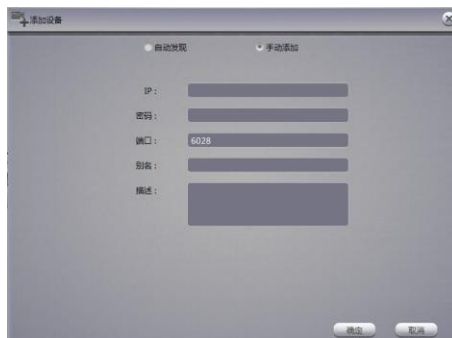 添加设备
自动发现 手动添加
IP：
密码：
端口： 6028
别名：
描述：
确定 取消